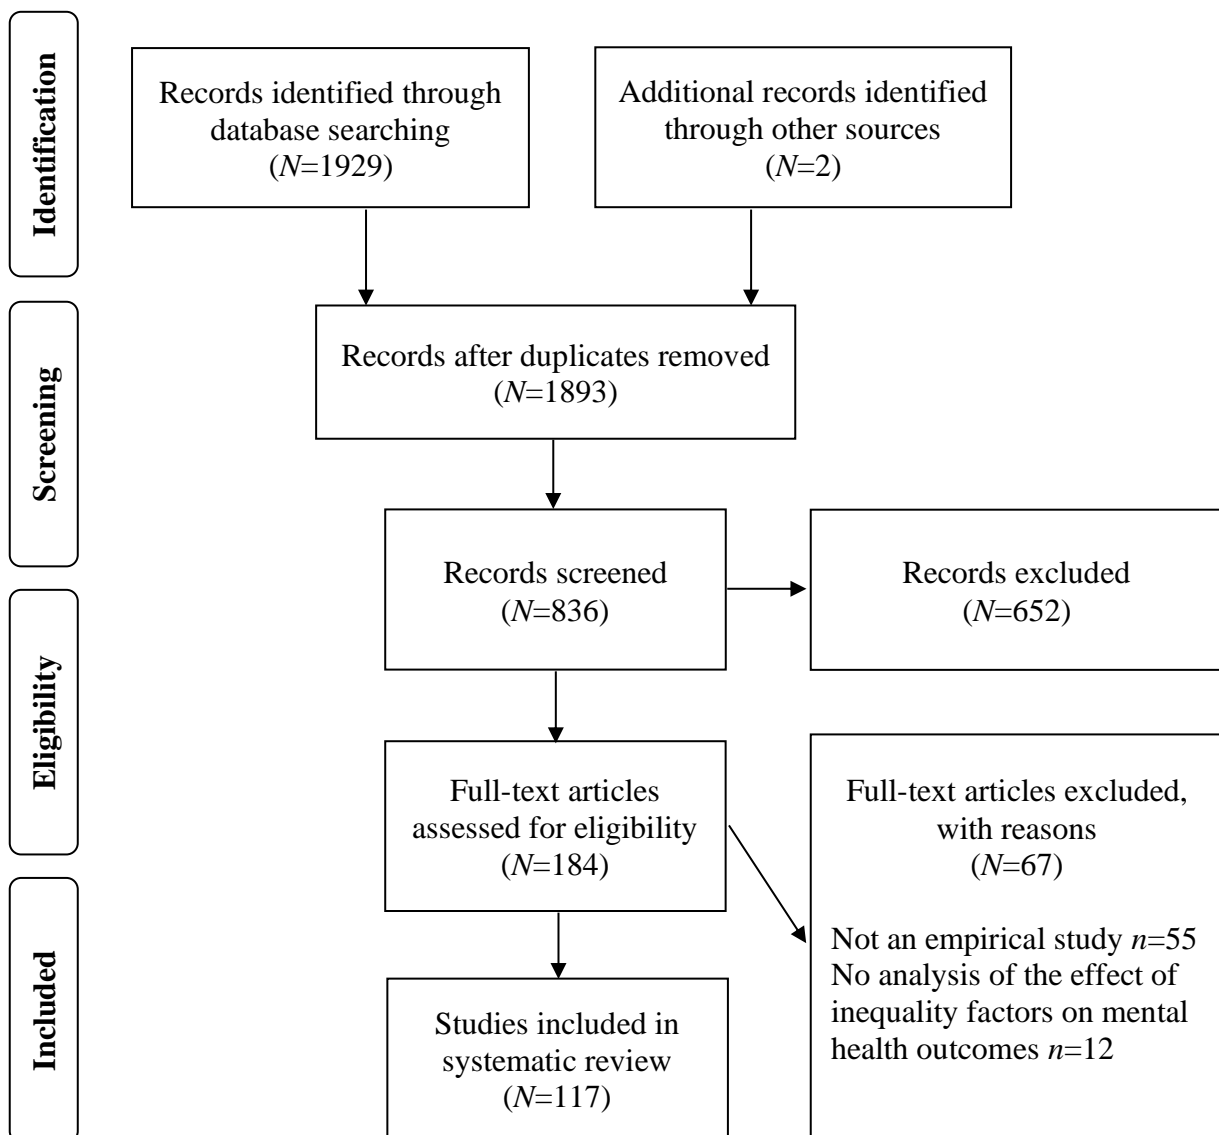 Identification
Records identified through
database searching
(N=1929)
Additional records identified
through other sources
(N=2)
Screening
Records after duplicates removed
(N=1893)
Records screened
(N=836)
Records excluded
(N=652)
Eligibility
Full-text articles
assessed for eligibility
(N=184)
Full-text articles excluded,
with reasons
(N=67)
Not an empirical study n=55
No analysis of the effect of
inequality factors on mental
health outcomes n=12
Included
Studies included in
systematic review
(N=117)